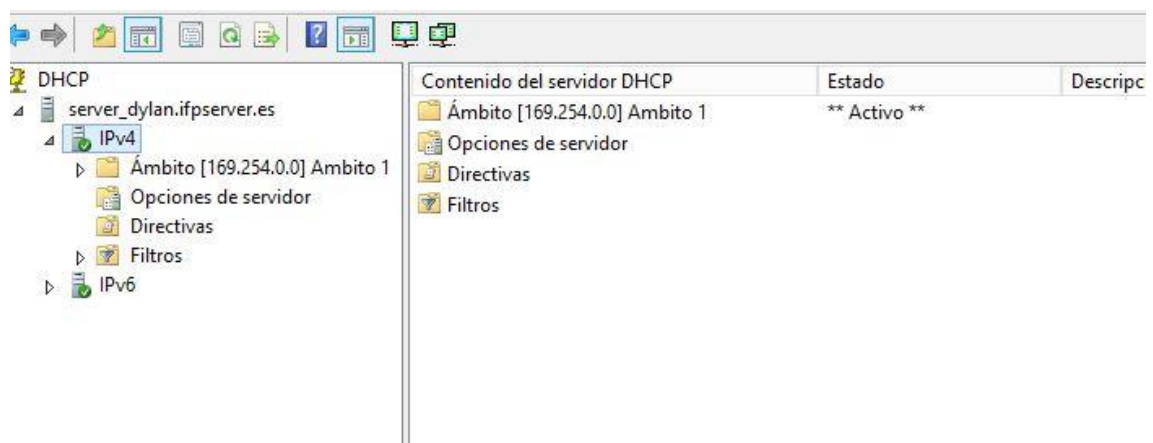 DHCP
server_dylan.ifpserver.es
IPv4
Ámbito [169.254.0.0] Ambito 1
Opciones de servidor
Directivas
Filtros
IPv6
Contenido del servidor DHCP Estado Descripc
Ámbito [169.254.0.0] Ambito 1 ** Activo **
Opciones de servidor
Directivas
Filtros